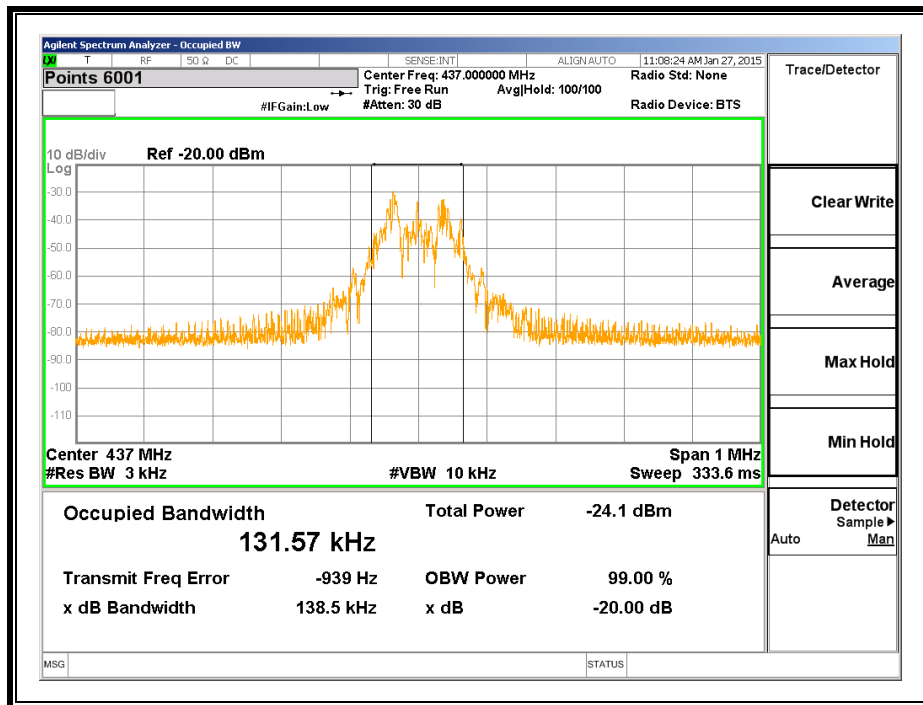 Agilent Spectrum Analyzer - Occupied BW
LXI T RF 50 Ω DC SENSE:INT ALIGN AUTO 11:08:24 AM Jan 27, 2015
Points 6001
Center Freq: 437.000000 MHz
Radio Std: None
Trig: Free Run Avg|Hold: 100/100
#IFGain:Low
#Atten: 30 dB
Radio Device: BTS
10 dB/div Ref -20.00 dBm
Log
-30.0
-40.0
-50.0
-60.0
-70.0
-80.0
-90.0
-100
-110
Center 437 MHz
Span 1 MHz
#Res BW 3 kHz
#VBW 10 kHz
Sweep 333.6 ms
Occupied Bandwidth
Total Power -24.1 dBm
131.57 kHz
Transmit Freq Error -939 Hz
OBW Power 99.00 %
x dB Bandwidth 138.5 kHz
x dB -20.00 dB
MSG
STATUS
Trace/Detector
Clear Write
Average
Max Hold
Min Hold
Detector
Sample▶
Auto Man